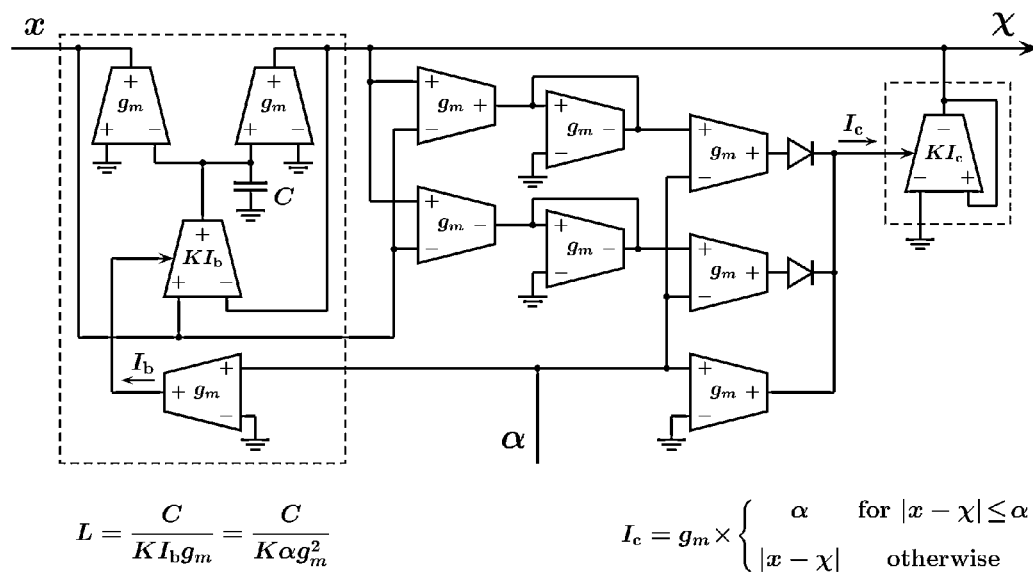 x χ
+ g_m + -
+ g_m + -
+ g_m + -
+ g_m - -
+ g_m + -
I_c
- KI_c - +
C
+ g_m - -
+ g_m - -
+ g_m + -
+ KI_b + -
I_b
+ g_m + -
+ g_m + -
α
L = C / (KI_b g_m) = C / (Kα g_m^2)
I_c = g_m × { α for |x − χ| ≤ α
|x − χ| otherwise